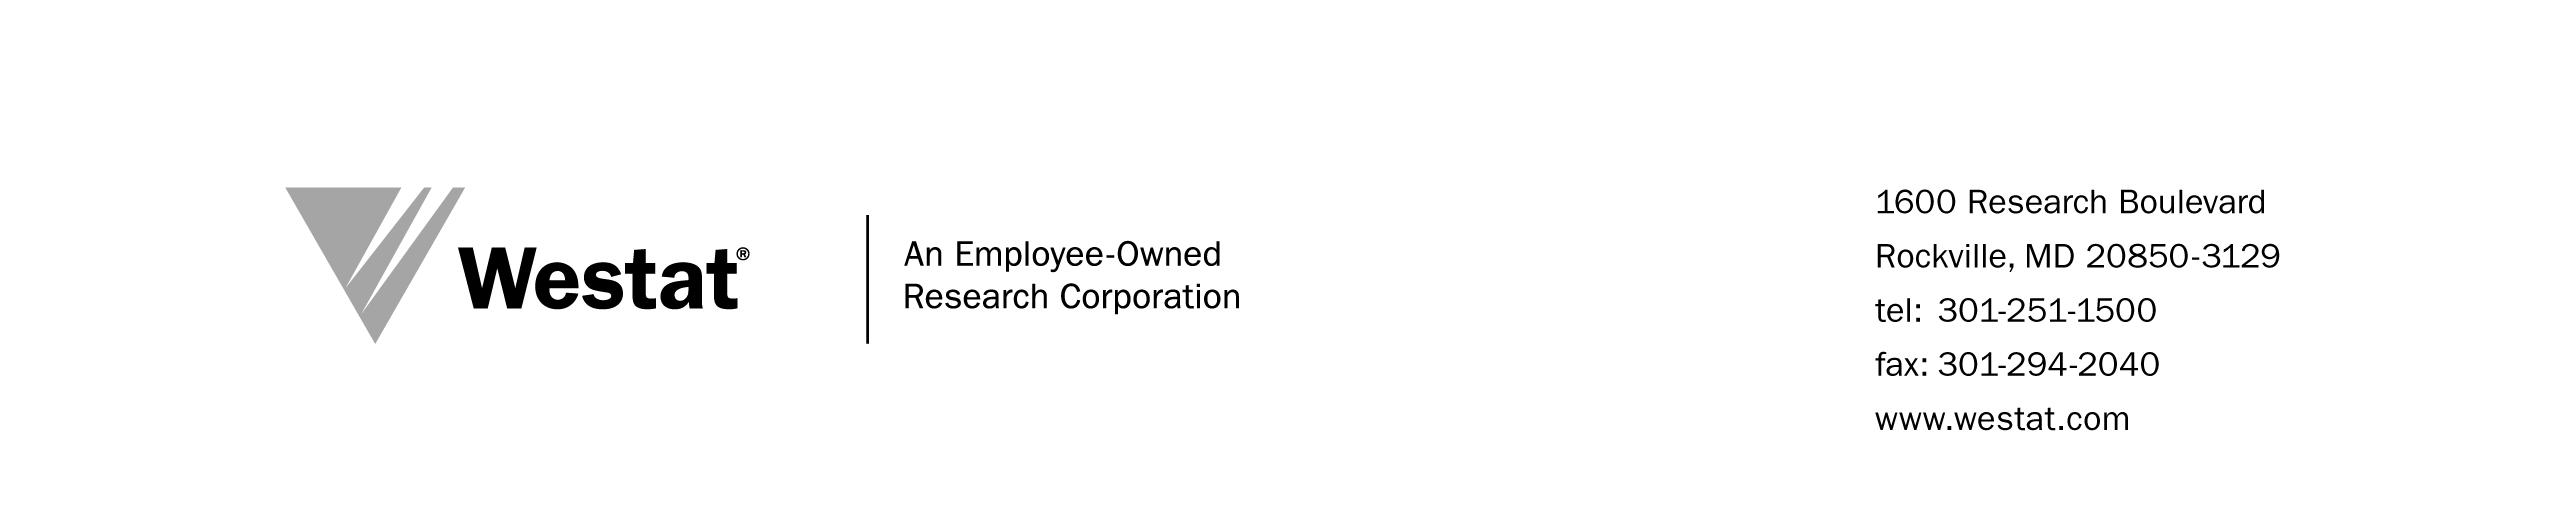 Westat®
An Employee-Owned
Research Corporation
1600 Research Boulevard
Rockville, MD 20850-3129
tel: 301-251-1500
fax: 301-294-2040
www.westat.com